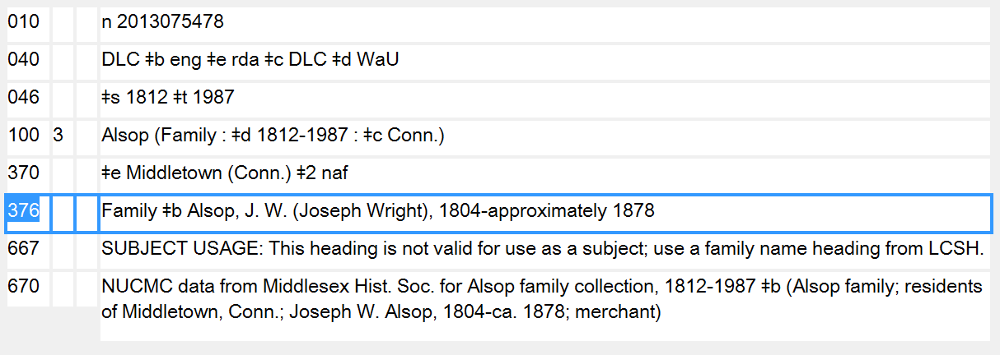 010 n 2013075478
040 DLC ǂb eng ǂe rda ǂc DLC ǂd WaU
046 ǂs 1812 ǂt 1987
100 3 Alsop (Family : ǂd 1812-1987 : ǂc Conn.)
370 ǂe Middletown (Conn.) ǂ2 naf
376 Family ǂb Alsop, J. W. (Joseph Wright), 1804-approximately 1878
667 SUBJECT USAGE: This heading is not valid for use as a subject; use a family name heading from LCSH.
670 NUCMC data from Middlesex Hist. Soc. for Alsop family collection, 1812-1987 ǂb (Alsop family; residents
of Middletown, Conn.; Joseph W. Alsop, 1804-ca. 1878; merchant)